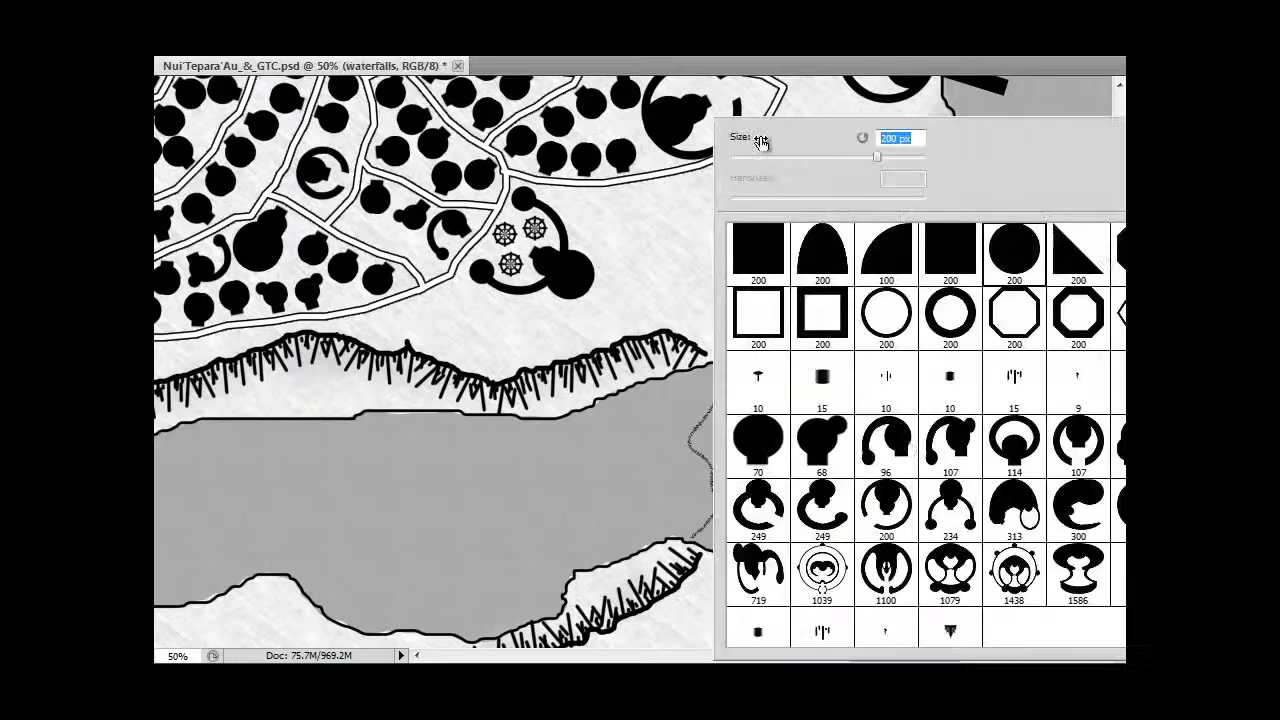 Nui'Tepara'Au_&_GTC.psd @ 50% (waterfalls, RGB/8) *
Size:
200 px
Hardness:
200 200 100 200 200 200
200 200 200 200 200 200
10 15 10 10 15 9
70 68 96 107 114 107
249 249 200 234 313 300
719 1039 1100 1079 1438 1586
50%
Doc: 75.7M/969.2M